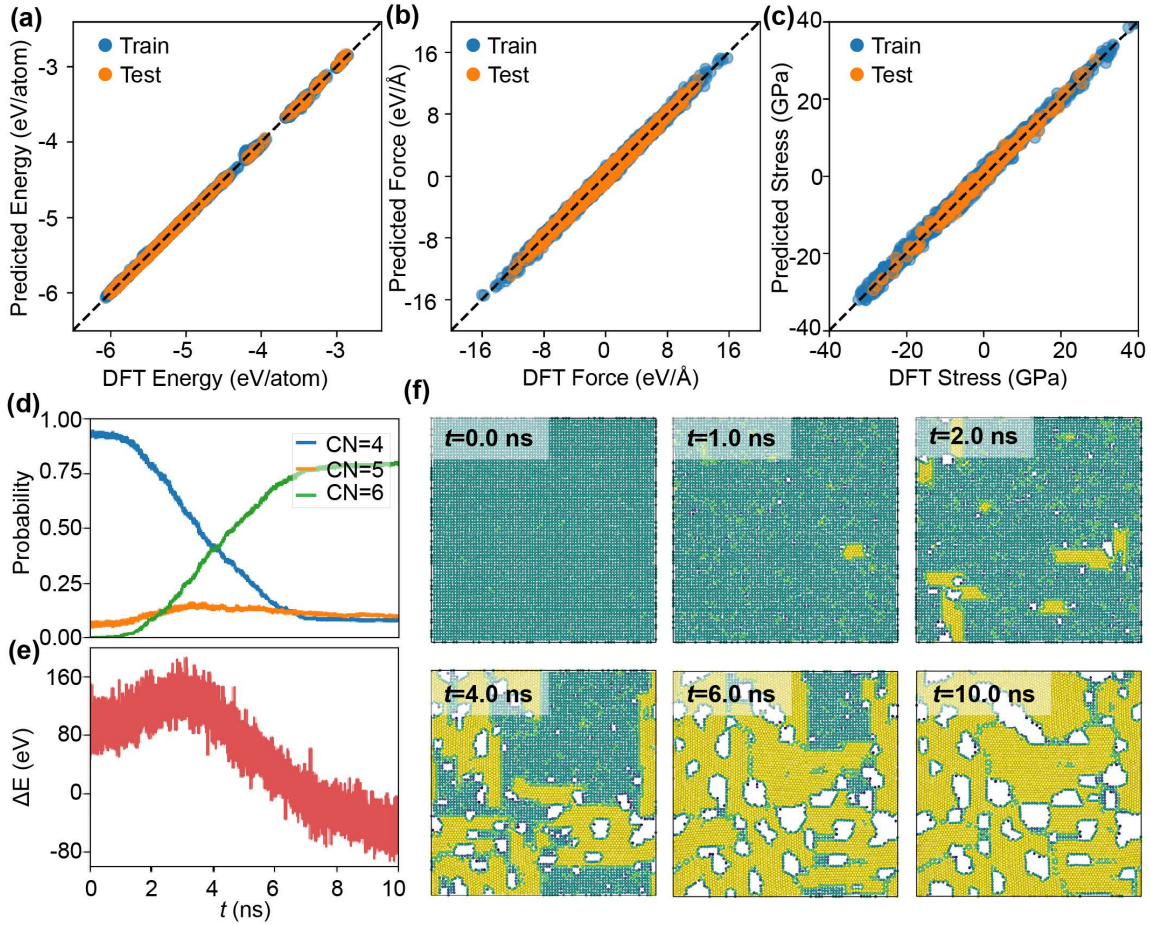 (a)
Train
Test
Predicted Energy (eV/atom)
-3
-4
-5
-6
-6
-5
-4
-3
DFT Energy (eV/atom)
(b)
Train
Test
Predicted Force (eV/Å)
16
8
0
-8
-16
-16
-8
0
8
16
DFT Force (eV/Å)
(c)
Train
Test
Predicted Stress (GPa)
40
20
0
-20
-40
-40
-20
0
20
40
DFT Stress (GPa)
(d)
Probability
1.00
0.75
0.50
0.25
0.00
CN=4
CN=5
CN=6
(e)
ΔE (eV)
160
80
0
-80
0
2
4
6
8
10
t (ns)
(f)
t=0.0 ns
t=1.0 ns
t=2.0 ns
t=4.0 ns
t=6.0 ns
t=10.0 ns